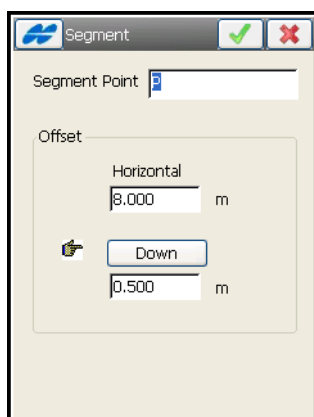 Segment
Segment Point P
Offset
Horizontal
8.000 m
Down
0.500 m